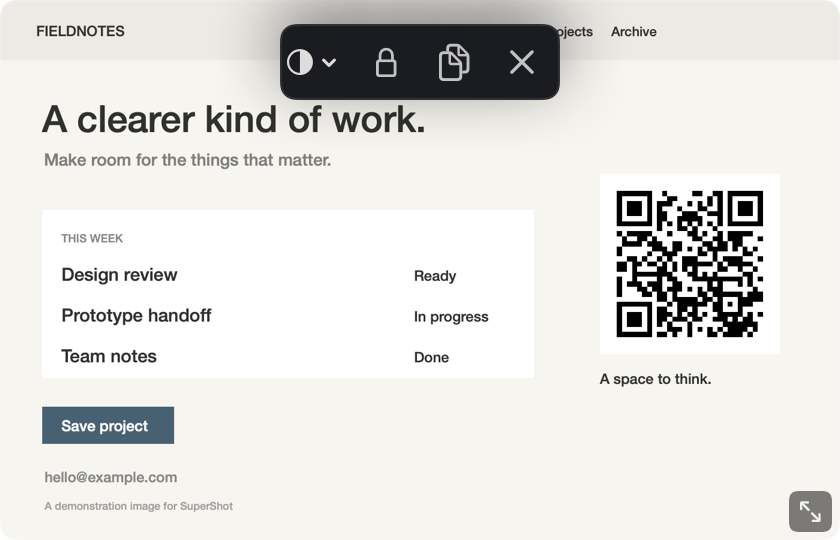 FIELDNOTES
Archive
A clearer kind of work.
Make room for the things that matter.
THIS WEEK
Design review Ready
Prototype handoff In progress
Team notes Done
A space to think.
Save project
hello@example.com
A demonstration image for SuperShot